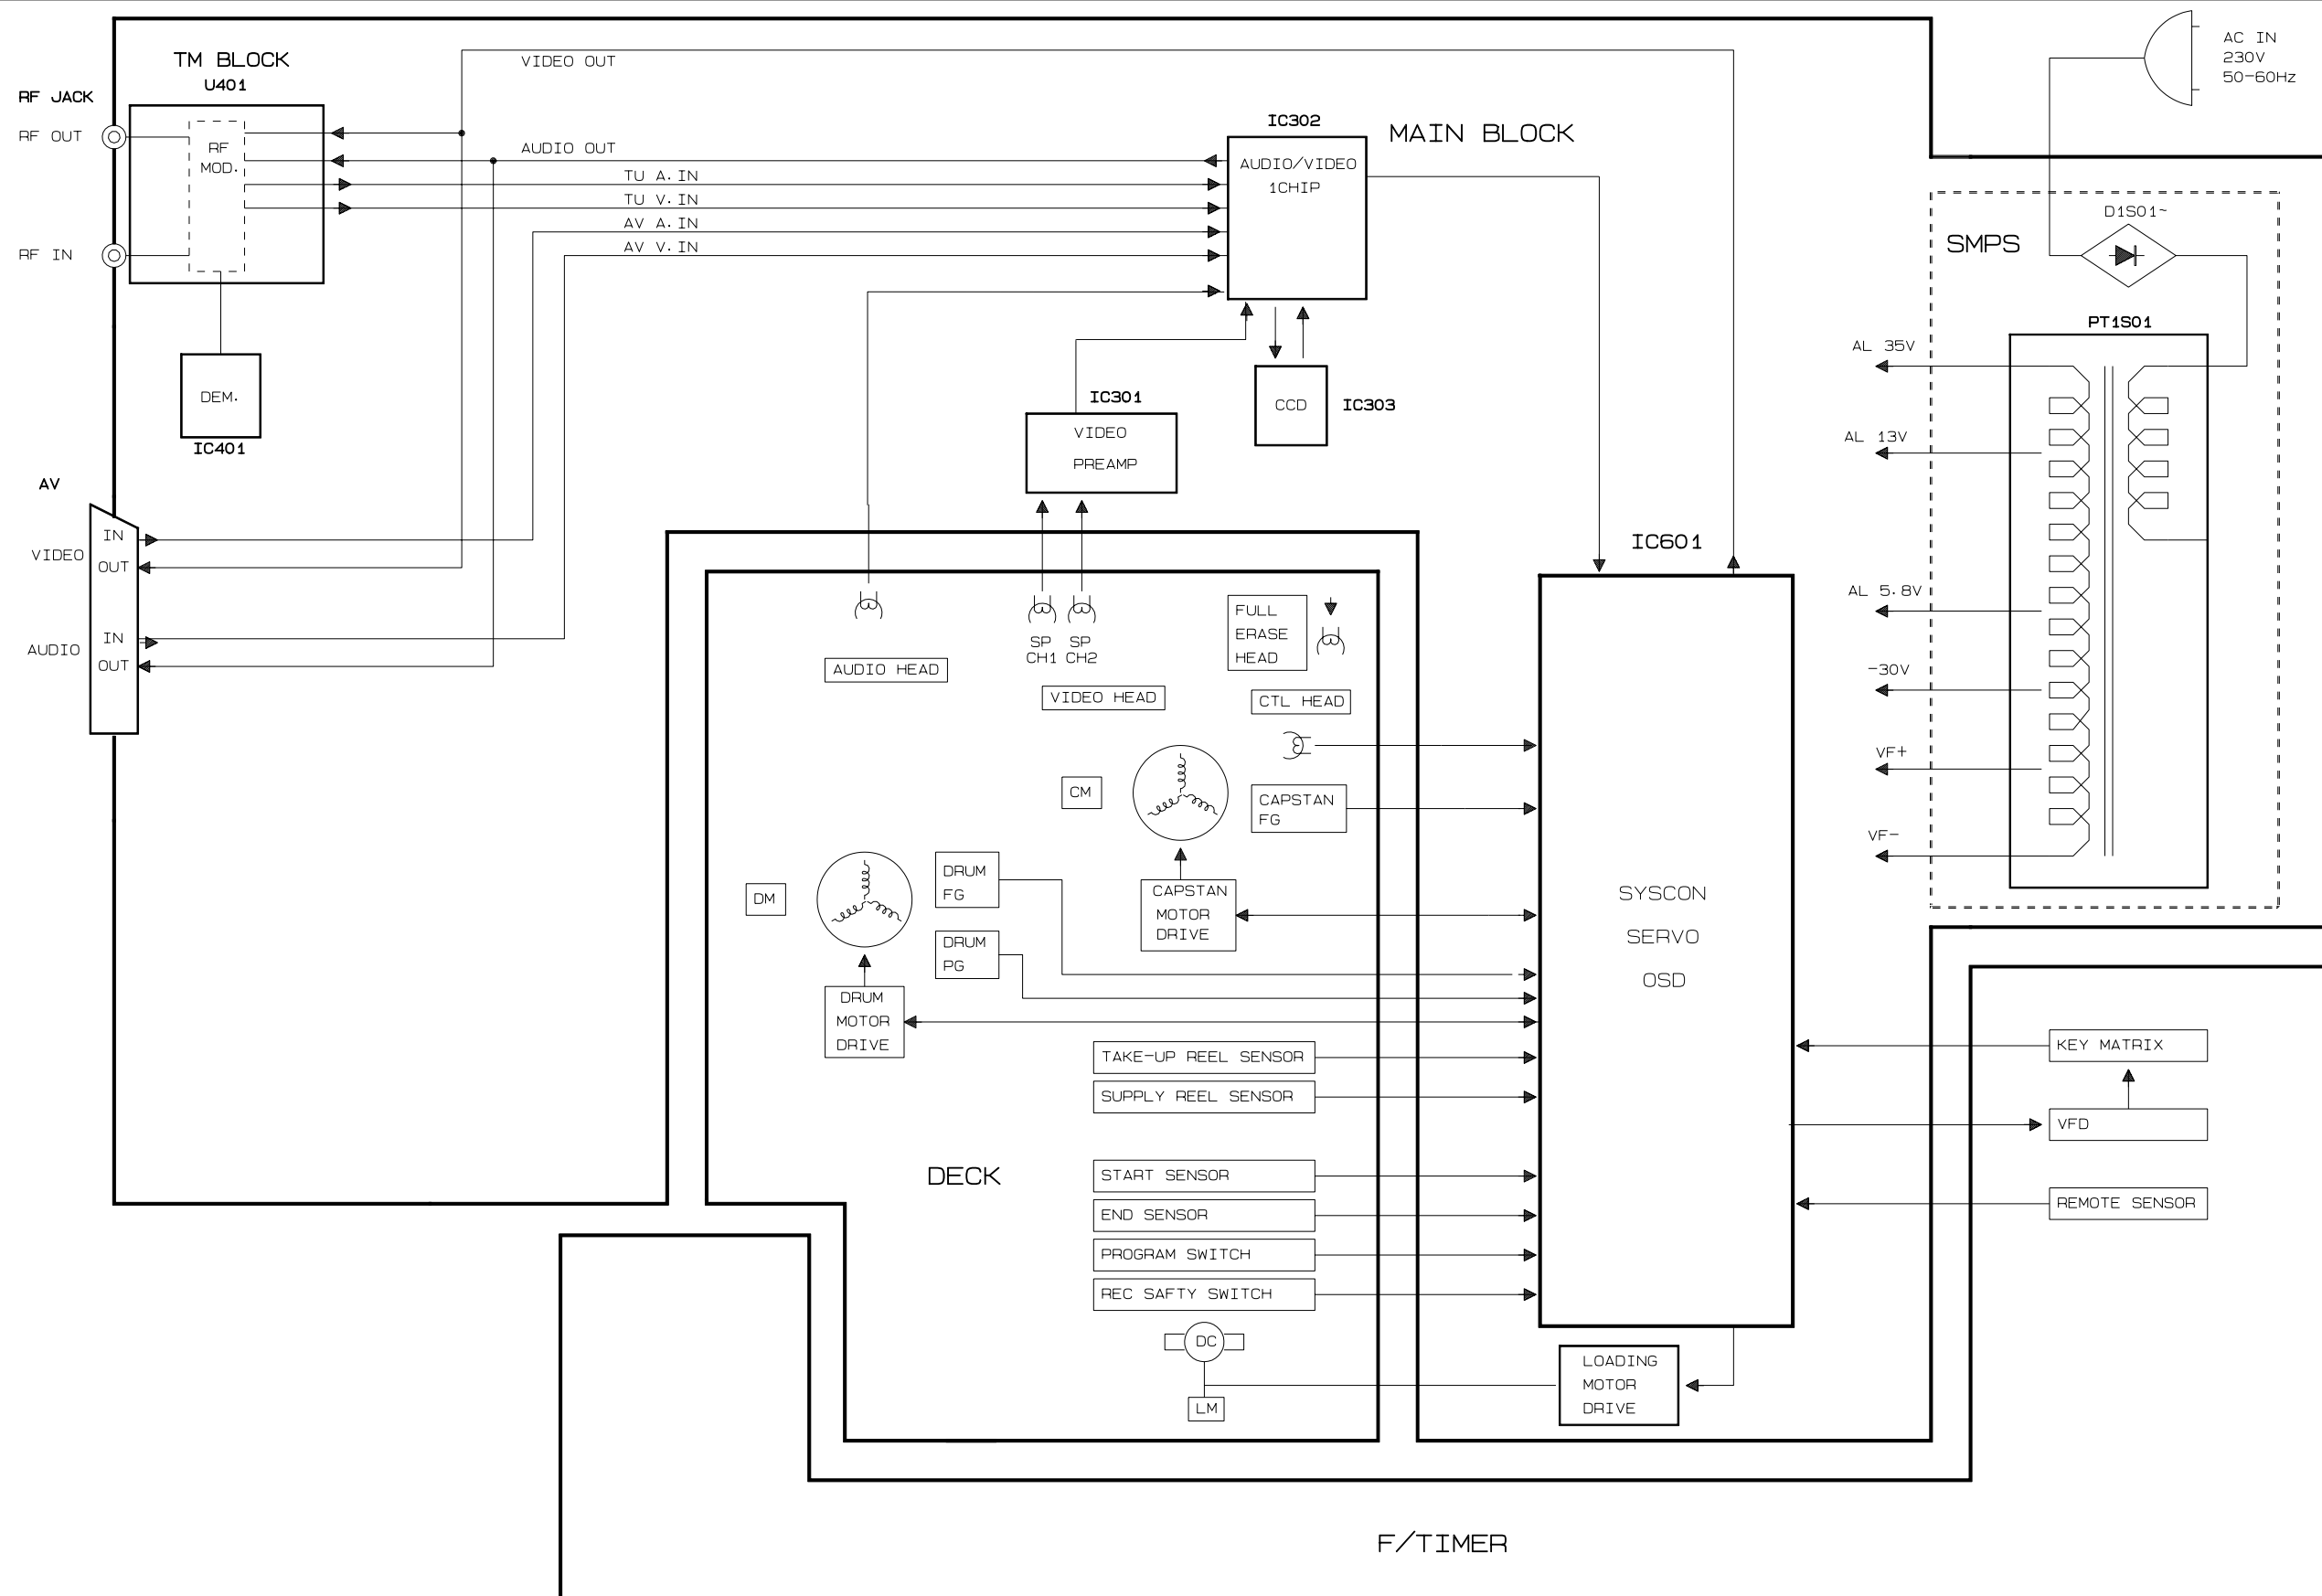 TM BLOCK
U401
RF JACK
RF OUT
RF
MOD.
RF IN
DEM.
IC401
VIDEO OUT
AUDIO OUT
TU A.IN
TU V.IN
AV A.IN
AV V.IN
IC302
AUDIO/VIDEO
1CHIP
MAIN BLOCK
AC IN
230V
50-60Hz
D1S01~
SMPS
PT1S01
AL 35V
AL 13V
AL 5.8V
-30V
VF+
VF-
IC301
VIDEO
PREAMP
CCD
IC303
AV
VIDEO
IN
OUT
AUDIO
IN
OUT
IC601
SYSCON
SERVO
OSD
AUDIO HEAD
SP
CH1
SP
CH2
VIDEO HEAD
FULL
ERASE
HEAD
CTL HEAD
CM
CAPSTAN
FG
DM
DRUM
FG
DRUM
PG
CAPSTAN
MOTOR
DRIVE
DRUM
MOTOR
DRIVE
TAKE-UP REEL SENSOR
SUPPLY REEL SENSOR
DECK
START SENSOR
END SENSOR
PROGRAM SWITCH
REC SAFTY SWITCH
DC
LM
LOADING
MOTOR
DRIVE
KEY MATRIX
VFD
REMOTE SENSOR
F/TIMER